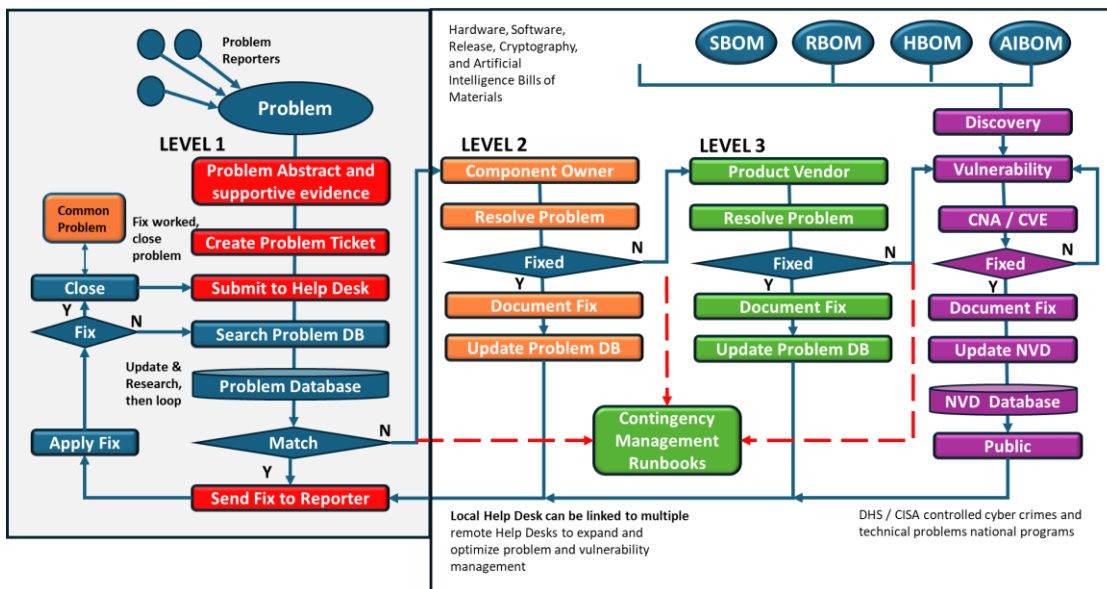 Problem
Reporters
Problem
LEVEL 1
Problem Abstract and
supportive evidence
Common
Problem
Fix worked,
close
problem
Create Problem Ticket
Close
Submit to Help Desk
Y
Fix
N
Search Problem DB
Update &
Research,
then loop
Problem Database
Apply Fix
Match
N
Y
Send Fix to Reporter
Hardware, Software,
Release, Cryptography,
and Artificial
Intelligence Bills of
Materials
SBOM
RBOM
HBOM
AIBOM
LEVEL 2
Component Owner
Resolve Problem
N
Fixed
Y
Document Fix
Update Problem DB
LEVEL 3
Product Vendor
Resolve Problem
N
Fixed
Y
Document Fix
Update Problem DB
Contingency
Management
Runbooks
Discovery
Vulnerability
CNA / CVE
N
Fixed
Y
Document Fix
Update NVD
NVD Database
Public
Local Help Desk can be linked to multiple
remote Help Desks to expand and
optimize problem and vulnerability
management
DHS / CISA controlled cyber crimes and
technical problems national programs